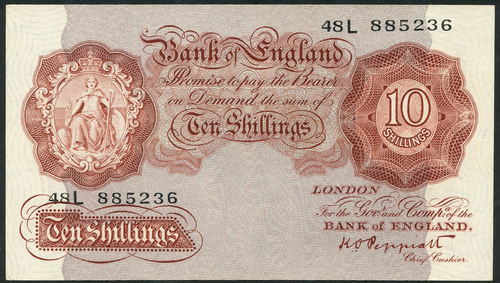 48L 885236
Bank of England
Promise to pay the Bearer
on Demand the sum of
Ten Shillings
10
SHILLINGS
48L 885236
Ten Shillings
LONDON
For the Govr. and Compa. of the
BANK OF ENGLAND.
K O Peppiatt
Chief Cashier.